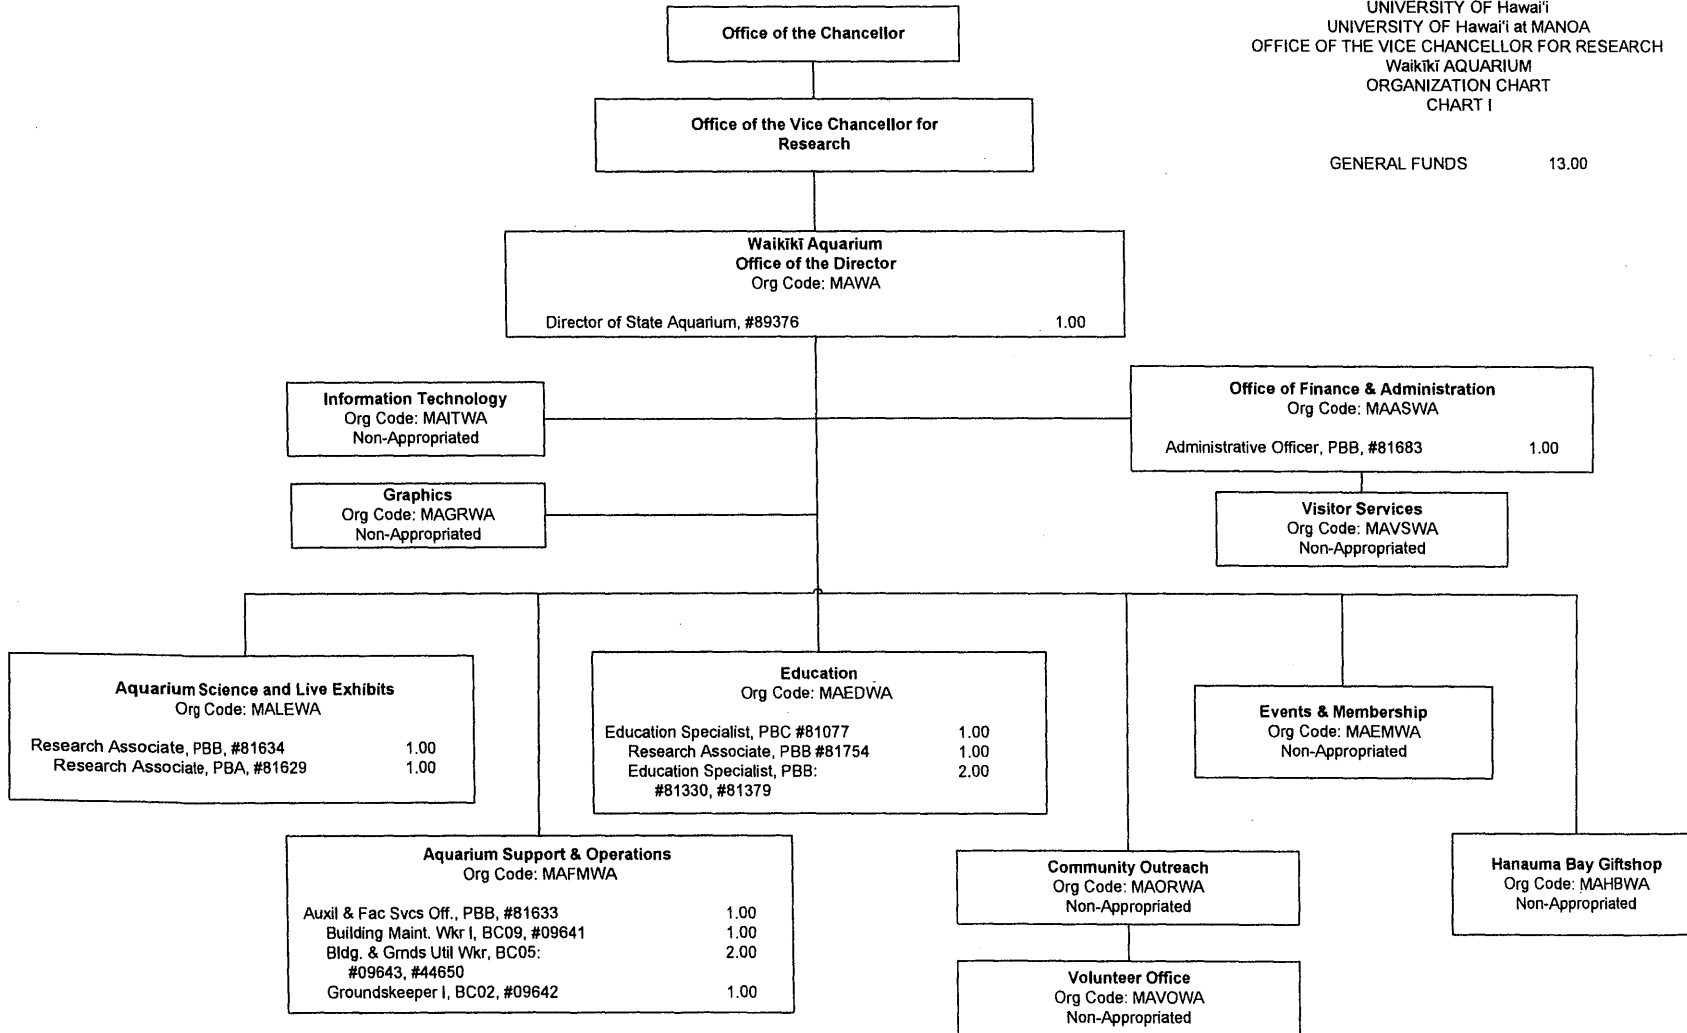 UNIVERSITY OF Hawai'i
UNIVERSITY OF Hawai'i at MANOA
OFFICE OF THE VICE CHANCELLOR FOR RESEARCH
Waikīkī AQUARIUM
ORGANIZATION CHART
CHART I
GENERAL FUNDS 13.00
Office of the Chancellor
Office of the Vice Chancellor for
Research
Waikīkī Aquarium
Office of the Director
Org Code: MAWA
Director of State Aquarium, #89376 1.00
Information Technology
Org Code: MAITWA
Non-Appropriated
Office of Finance & Administration
Org Code: MAASWA
Administrative Officer, PBB, #81683 1.00
Graphics
Org Code: MAGRWA
Non-Appropriated
Visitor Services
Org Code: MAVSWA
Non-Appropriated
Aquarium Science and Live Exhibits
Org Code: MALEWA
Research Associate, PBB, #81634 1.00
Research Associate, PBA, #81629 1.00
Education
Org Code: MAEDWA
Education Specialist, PBC #81077 1.00
Research Associate, PBB #81754 1.00
Education Specialist, PBB: 2.00
#81330, #81379
Events & Membership
Org Code: MAEMWA
Non-Appropriated
Aquarium Support & Operations
Org Code: MAFMWA
Auxil & Fac Svcs Off., PBB, #81633 1.00
Building Maint. Wkr I, BC09, #09641 1.00
Bldg. & Grnds Util Wkr, BC05: 2.00
#09643, #44650
Groundskeeper I, BC02, #09642 1.00
Community Outreach
Org Code: MAORWA
Non-Appropriated
Hanauma Bay Giftshop
Org Code: MAHBWA
Non-Appropriated
Volunteer Office
Org Code: MAVOWA
Non-Appropriated